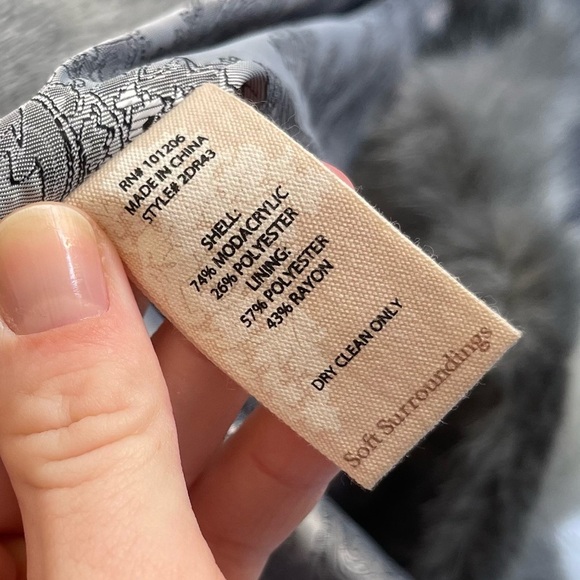 RN# 101206
MADE IN CHINA
STYLE# 2DR43
SHELL:
74% MODACRYLIC
26% POLYESTER
LINING:
57% POLYESTER
43% RAYON
DRY CLEAN ONLY
Soft Surroundings